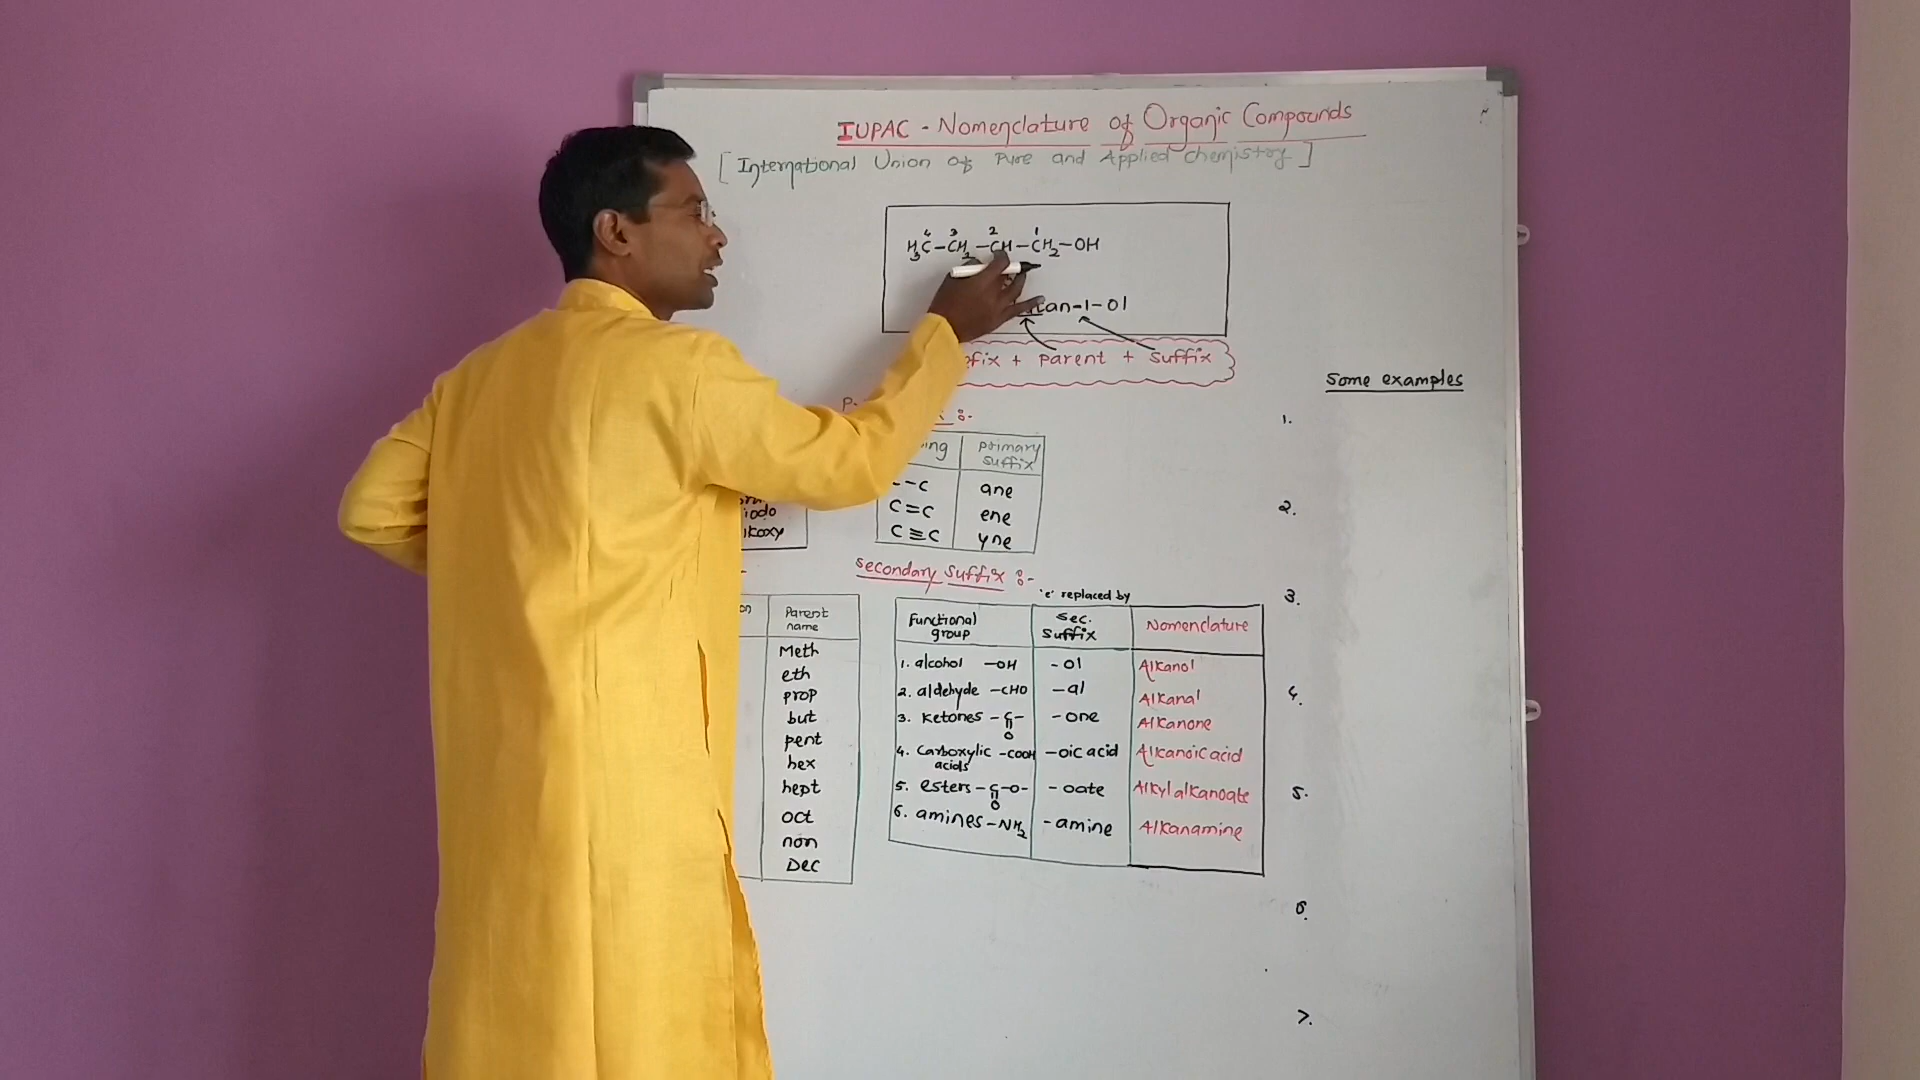 IUPAC - Nomenclature of Organic Compounds
[ International Union of Pure and Applied chemistry ]
4 3 2 1
H3C-CH2-CH-CH2-OH
an-1-ol
fix + parent + suffix
Some examples
1.
primary suffix
C ane
C=C ene
C≡C yne
2.
iodo
secondary suffix :-
'e' replaced by
3.
Parent name
Meth
eth
prop
but
pent
hex
hept
oct
non
Dec
Functional group Sec. suffix Nomenclature
1. alcohol -OH -ol Alkanol
2. aldehyde -CHO -al Alkanal
3. ketones -C- -one Alkanone
O
4. carboxylic acids -COOH -oic acid Alkanoic acid
5. esters -C-O- -oate Alkyl alkanoate
O
6. amines -NH2 -amine Alkanamine
4.
5.
6.
7.